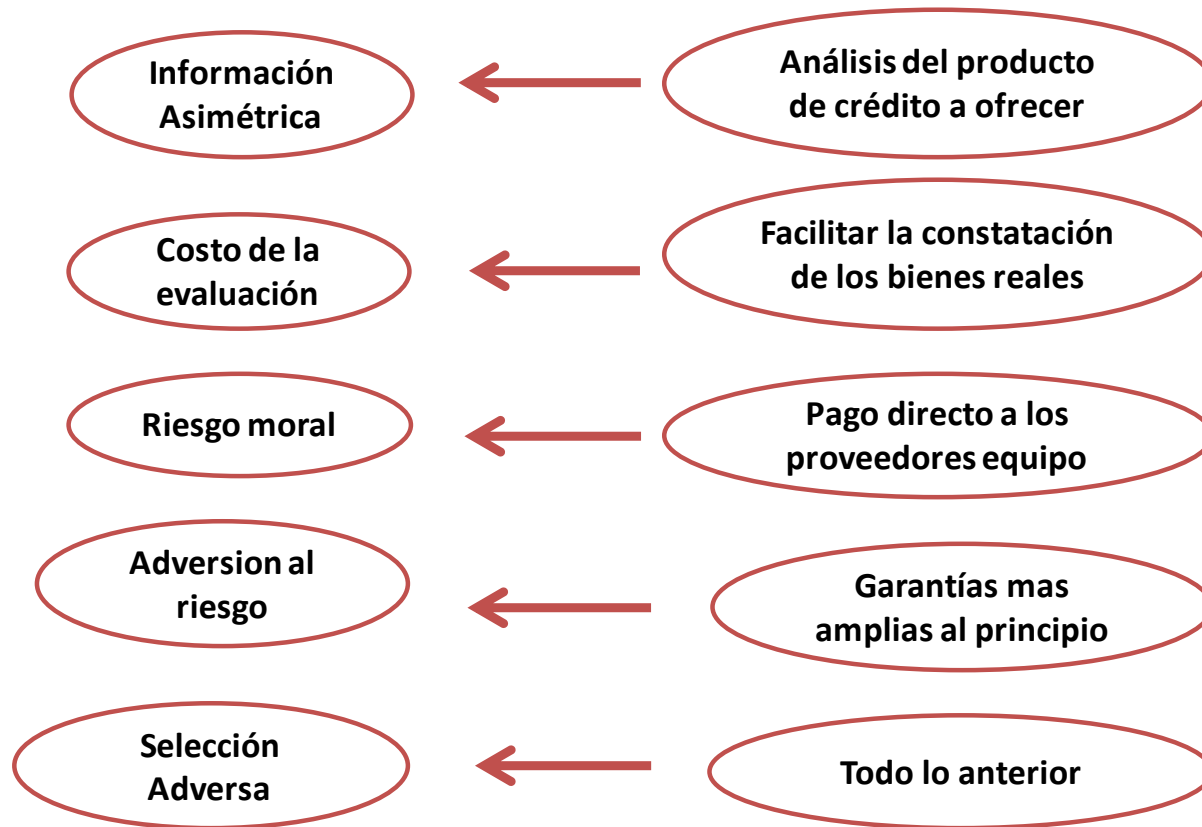 Información
Asimétrica
Análisis del producto
de crédito a ofrecer
Costo de la
evaluación
Facilitar la constatación
de los bienes reales
Riesgo moral
Pago directo a los
proveedores equipo
Adversion al
riesgo
Garantías mas
amplias al principio
Selección
Adversa
Todo lo anterior